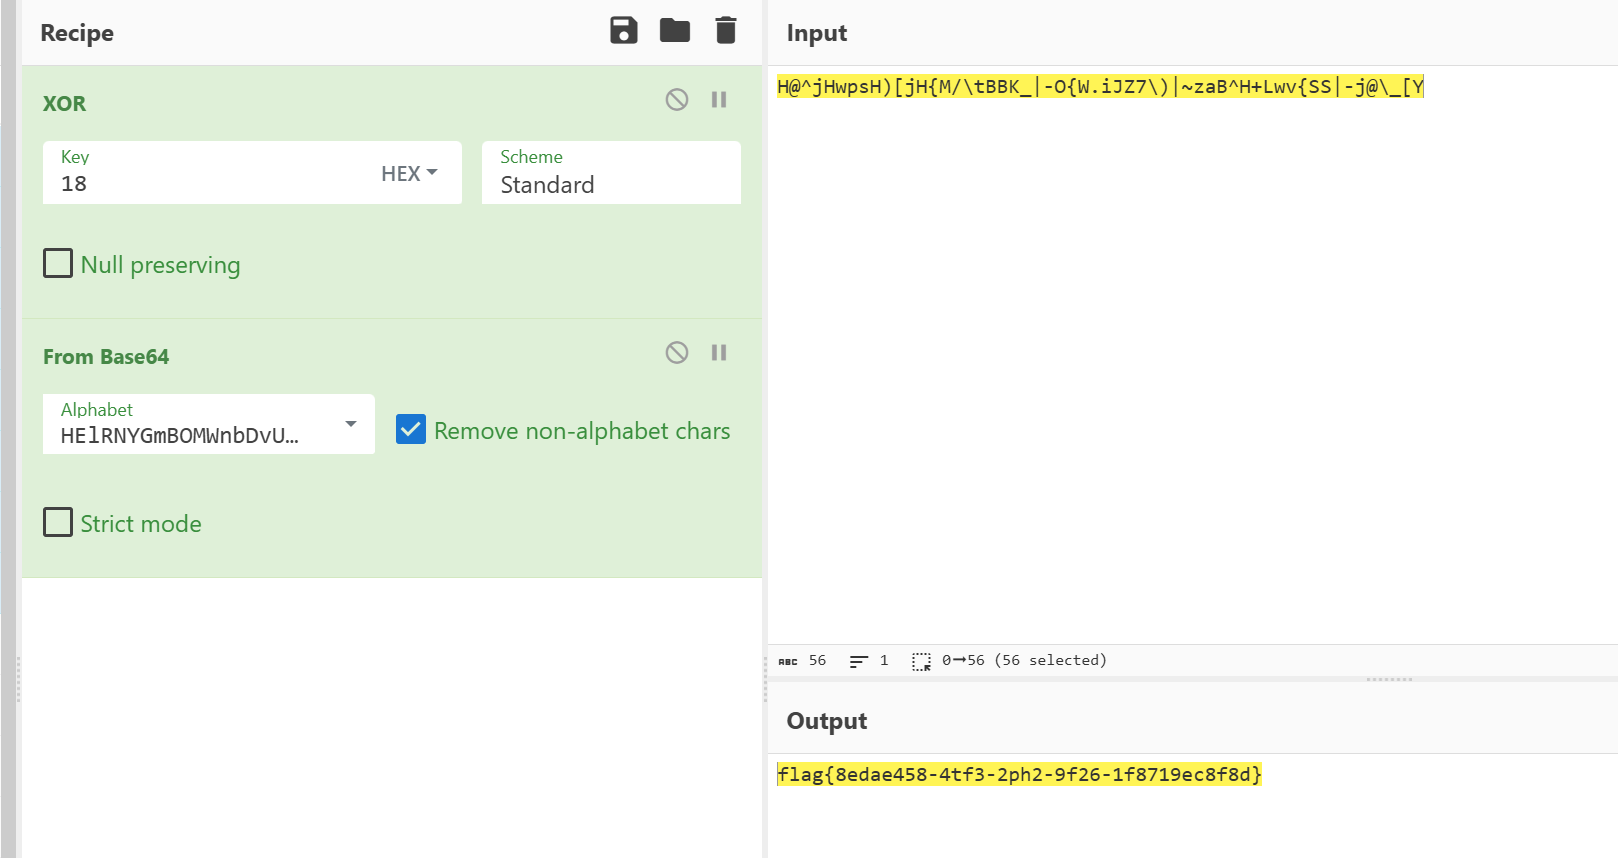 Recipe
XOR
Key
18
HEX
Scheme
Standard
Null preserving
From Base64
Alphabet
HElRNYGmBOMWnbDvU...
Remove non-alphabet chars
Strict mode
Input
H@^jHwpsH)[jH{M/\tBBK_|-O{W.iJZ7\)|~zaB^H+Lwv{SS|-j@\_[Y
ABC 56
1
0→56 (56 selected)
Output
flag{8edae458-4tf3-2ph2-9f26-1f8719ec8f8d}